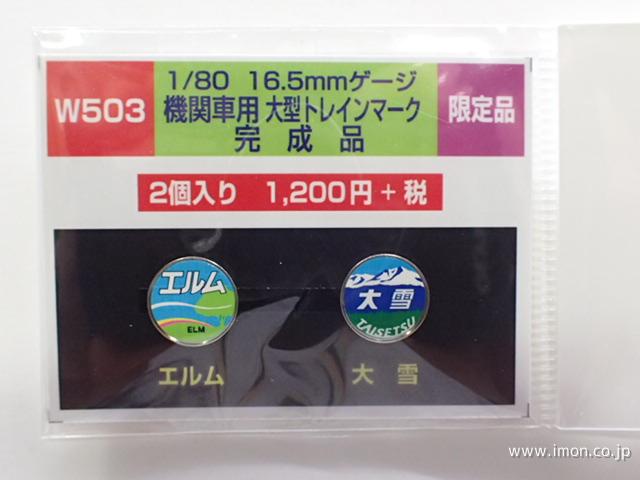 W503
1/80 16.5mmゲージ
機関車用 大型トレインマーク
完成品
限定品
2個入り 1,200円+税
エルム
ELM
大雪
TAISETSU
エルム
大雪
www.imon.co.jp